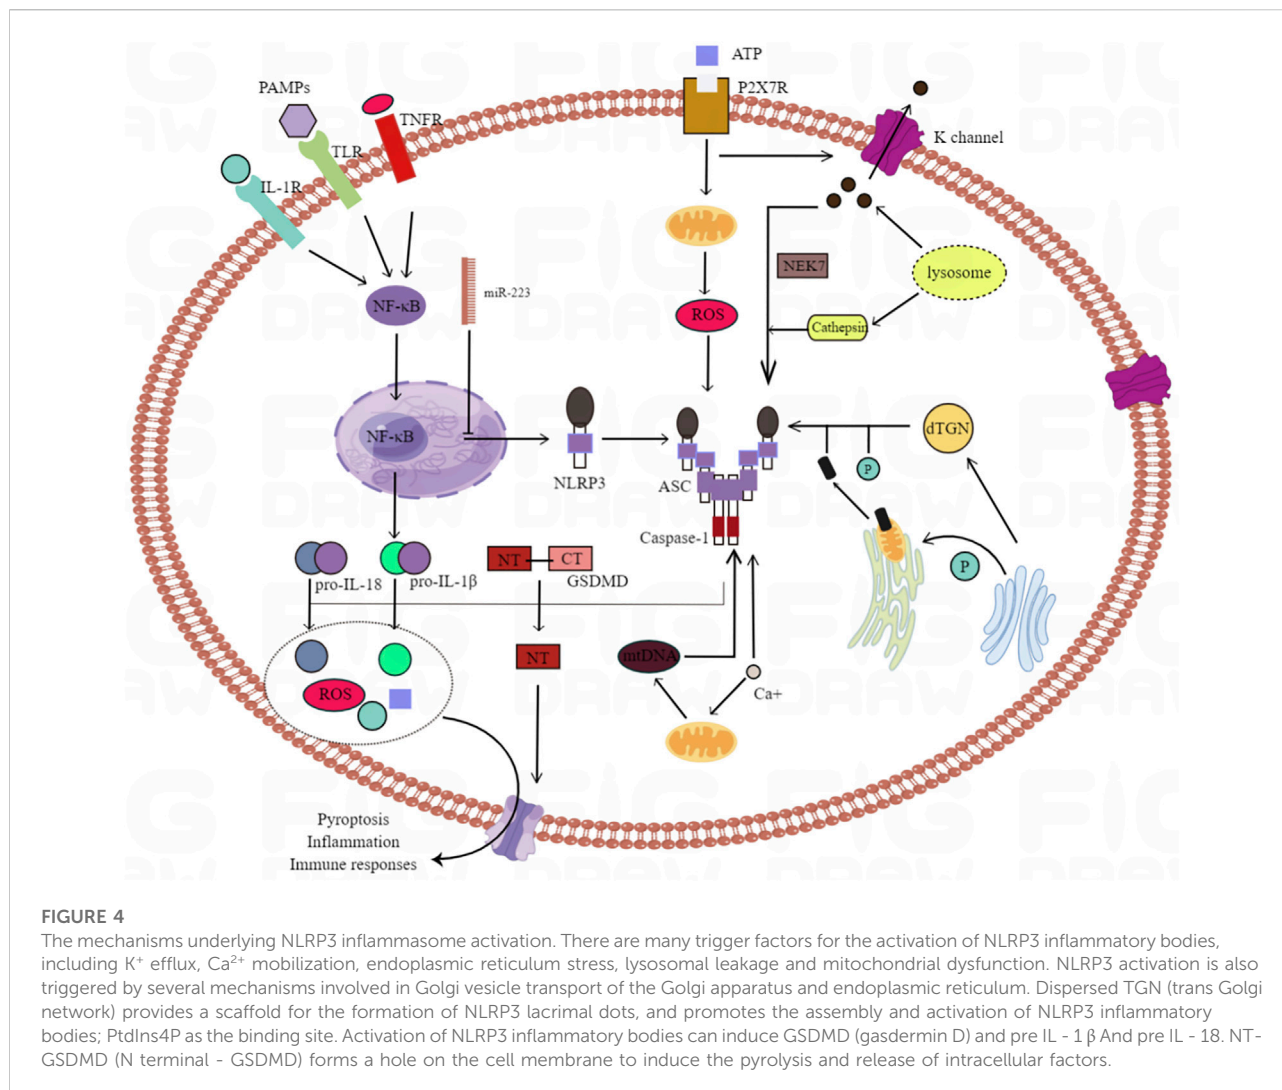 ATP
PAMPs
P2X7R
TNFR
K channel
TLR
IL-1R
NEK7
lysosome
miR-223
NF-κB
ROS
Cathepsin
dTGN
NF-κB
P
NLRP3
ASC
Caspase-1
NT
CT
GSDMD
pro-IL-18
pro-IL-1β
P
NT
mtDNA
ROS
Ca+
Pyroptosis
Inflammation
Immune responses
FIGURE 4
The mechanisms underlying NLRP3 inflammasome activation. There are many trigger factors for the activation of NLRP3 inflammatory bodies,
including K⁺ efflux, Ca²⁺ mobilization, endoplasmic reticulum stress, lysosomal leakage and mitochondrial dysfunction. NLRP3 activation is also
triggered by several mechanisms involved in Golgi vesicle transport of the Golgi apparatus and endoplasmic reticulum. Dispersed TGN (trans Golgi
network) provides a scaffold for the formation of NLRP3 lacrimal dots, and promotes the assembly and activation of NLRP3 inflammatory
bodies; PtdIns4P as the binding site. Activation of NLRP3 inflammatory bodies can induce GSDMD (gasdermin D) and pre IL - 1 β And pre IL - 18. NT-
GSDMD (N terminal - GSDMD) forms a hole on the cell membrane to induce the pyrolysis and release of intracellular factors.